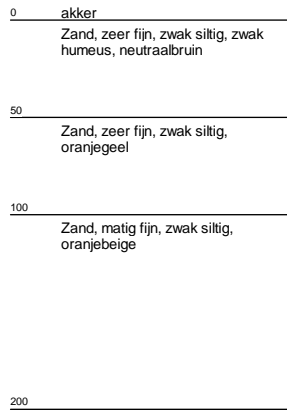 0 akker
Zand, zeer fijn, zwak siltig, zwak
humeus, neutraalbruin
50
Zand, zeer fijn, zwak siltig,
oranjegeel
100
Zand, matig fijn, zwak siltig,
oranjebeige
200